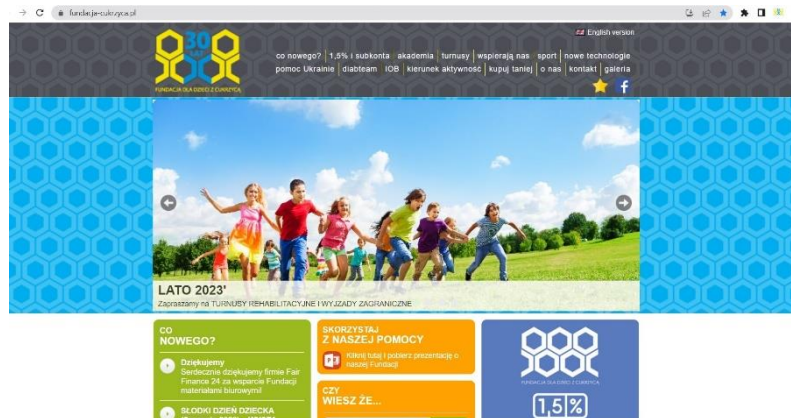 fundacja-cukrzyca.pl
English version
30
co nowego? | 1,5% i subkonta akademia | turnusy | wspierają nas sport | nowe technologie
pomoc Ukrainie | diabteam IOB | kierunek aktywność | kupuj taniej | o nas kontakt | galeria
FUNDACJA DLA DZIECI Z CUKRZYCĄ
LATO 2023'
Zapraszamy na TURNUSY REHABILITACYJNE I WYJZADY ZAGRANICZNE
CO
NOWEGO?
Dziękujemy
Serdecznie dziękujemy firmie Fair
Finance 24 za wsparcie Fundacji
materiałami biurowymi!
SŁODKI DZIEŃ DZIECKA
SKORZYSTAJ
Z NASZEJ POMOCY
Kliknij tutaj i pobierz prezentację o
naszej Fundacji
CZY
WIESZ ŻE...
FUNDACJA DLA DZIECI Z CUKRZYCĄ
1,5 %